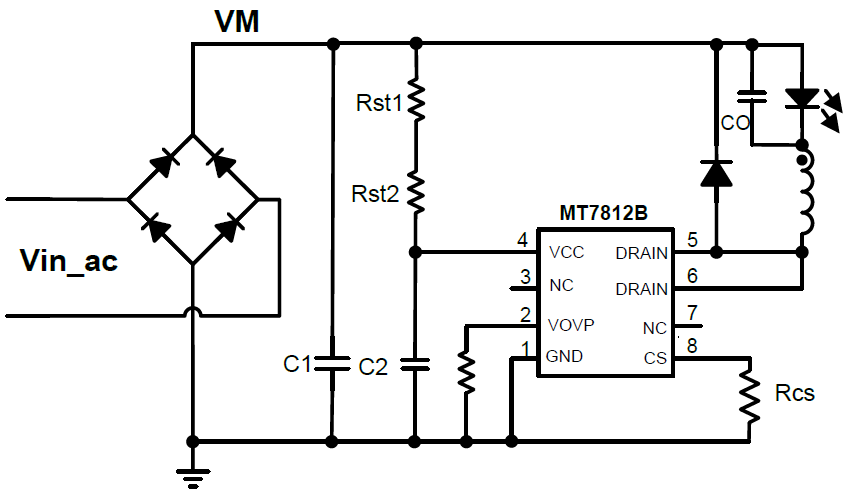 VM
Rst1
Rst2
CO
MT7812B
Vin_ac
4 VCC DRAIN 5
3 NC DRAIN 6
2 VOVP NC 7
1 GND CS 8
C1
C2
Rcs